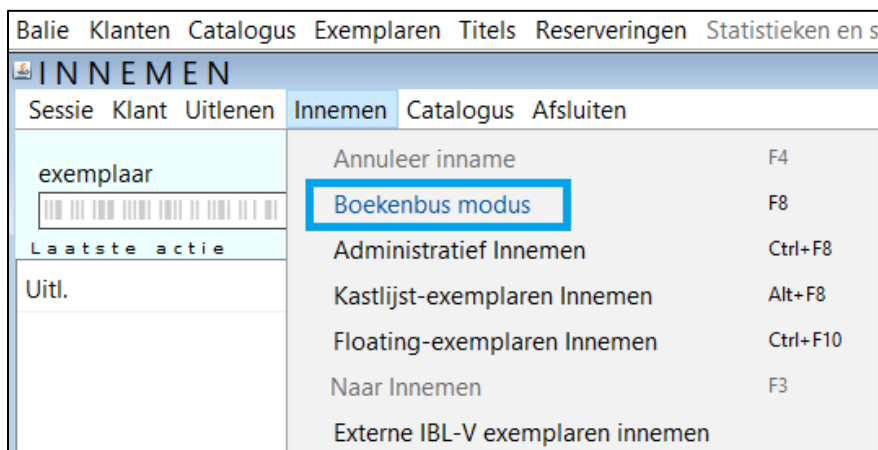 Balie Klanten Catalogus Exemplaren Titels Reserveringen Statistieken en s
INNEMEN
Sessie Klant Uitlenen Innemen Catalogus Afsluiten
exemplaar
Laatste actie
Uitl.
Annuleer inname F4
Boekenbus modus F8
Administratief Innemen Ctrl+F8
Kastlijst-exemplaren Innemen Alt+F8
Floating-exemplaren Innemen Ctrl+F10
Naar Innemen F3
Externe IBL-V exemplaren innemen